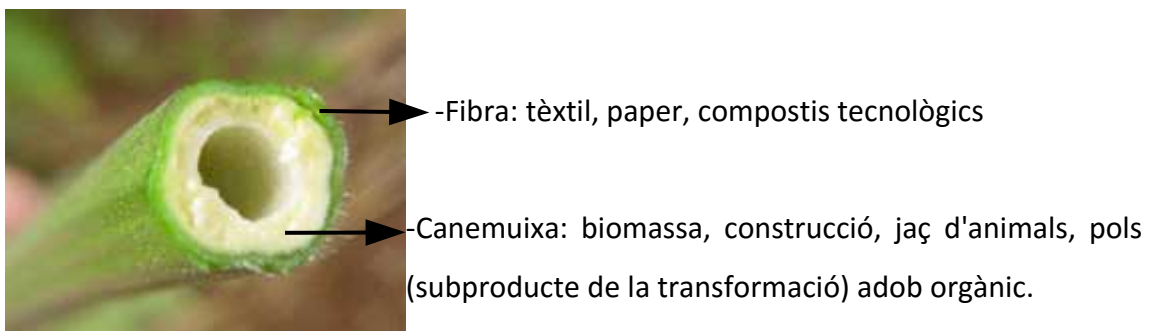 -Fibra: tèxtil, paper, compostis tecnològics
-Canemuixa: biomassa, construcció, jaç d'animals, pols
(subproducte de la transformació) adob orgànic.